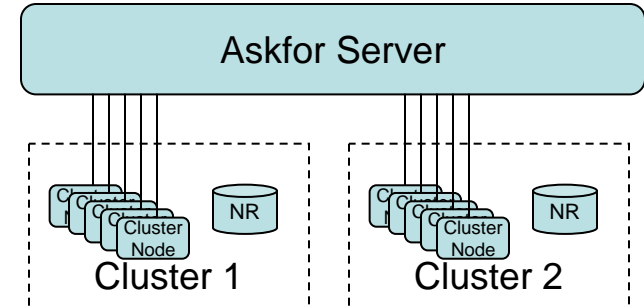 Askfor Server
Cluster
Node
NR
Cluster 1
Cluster
Node
NR
Cluster 2